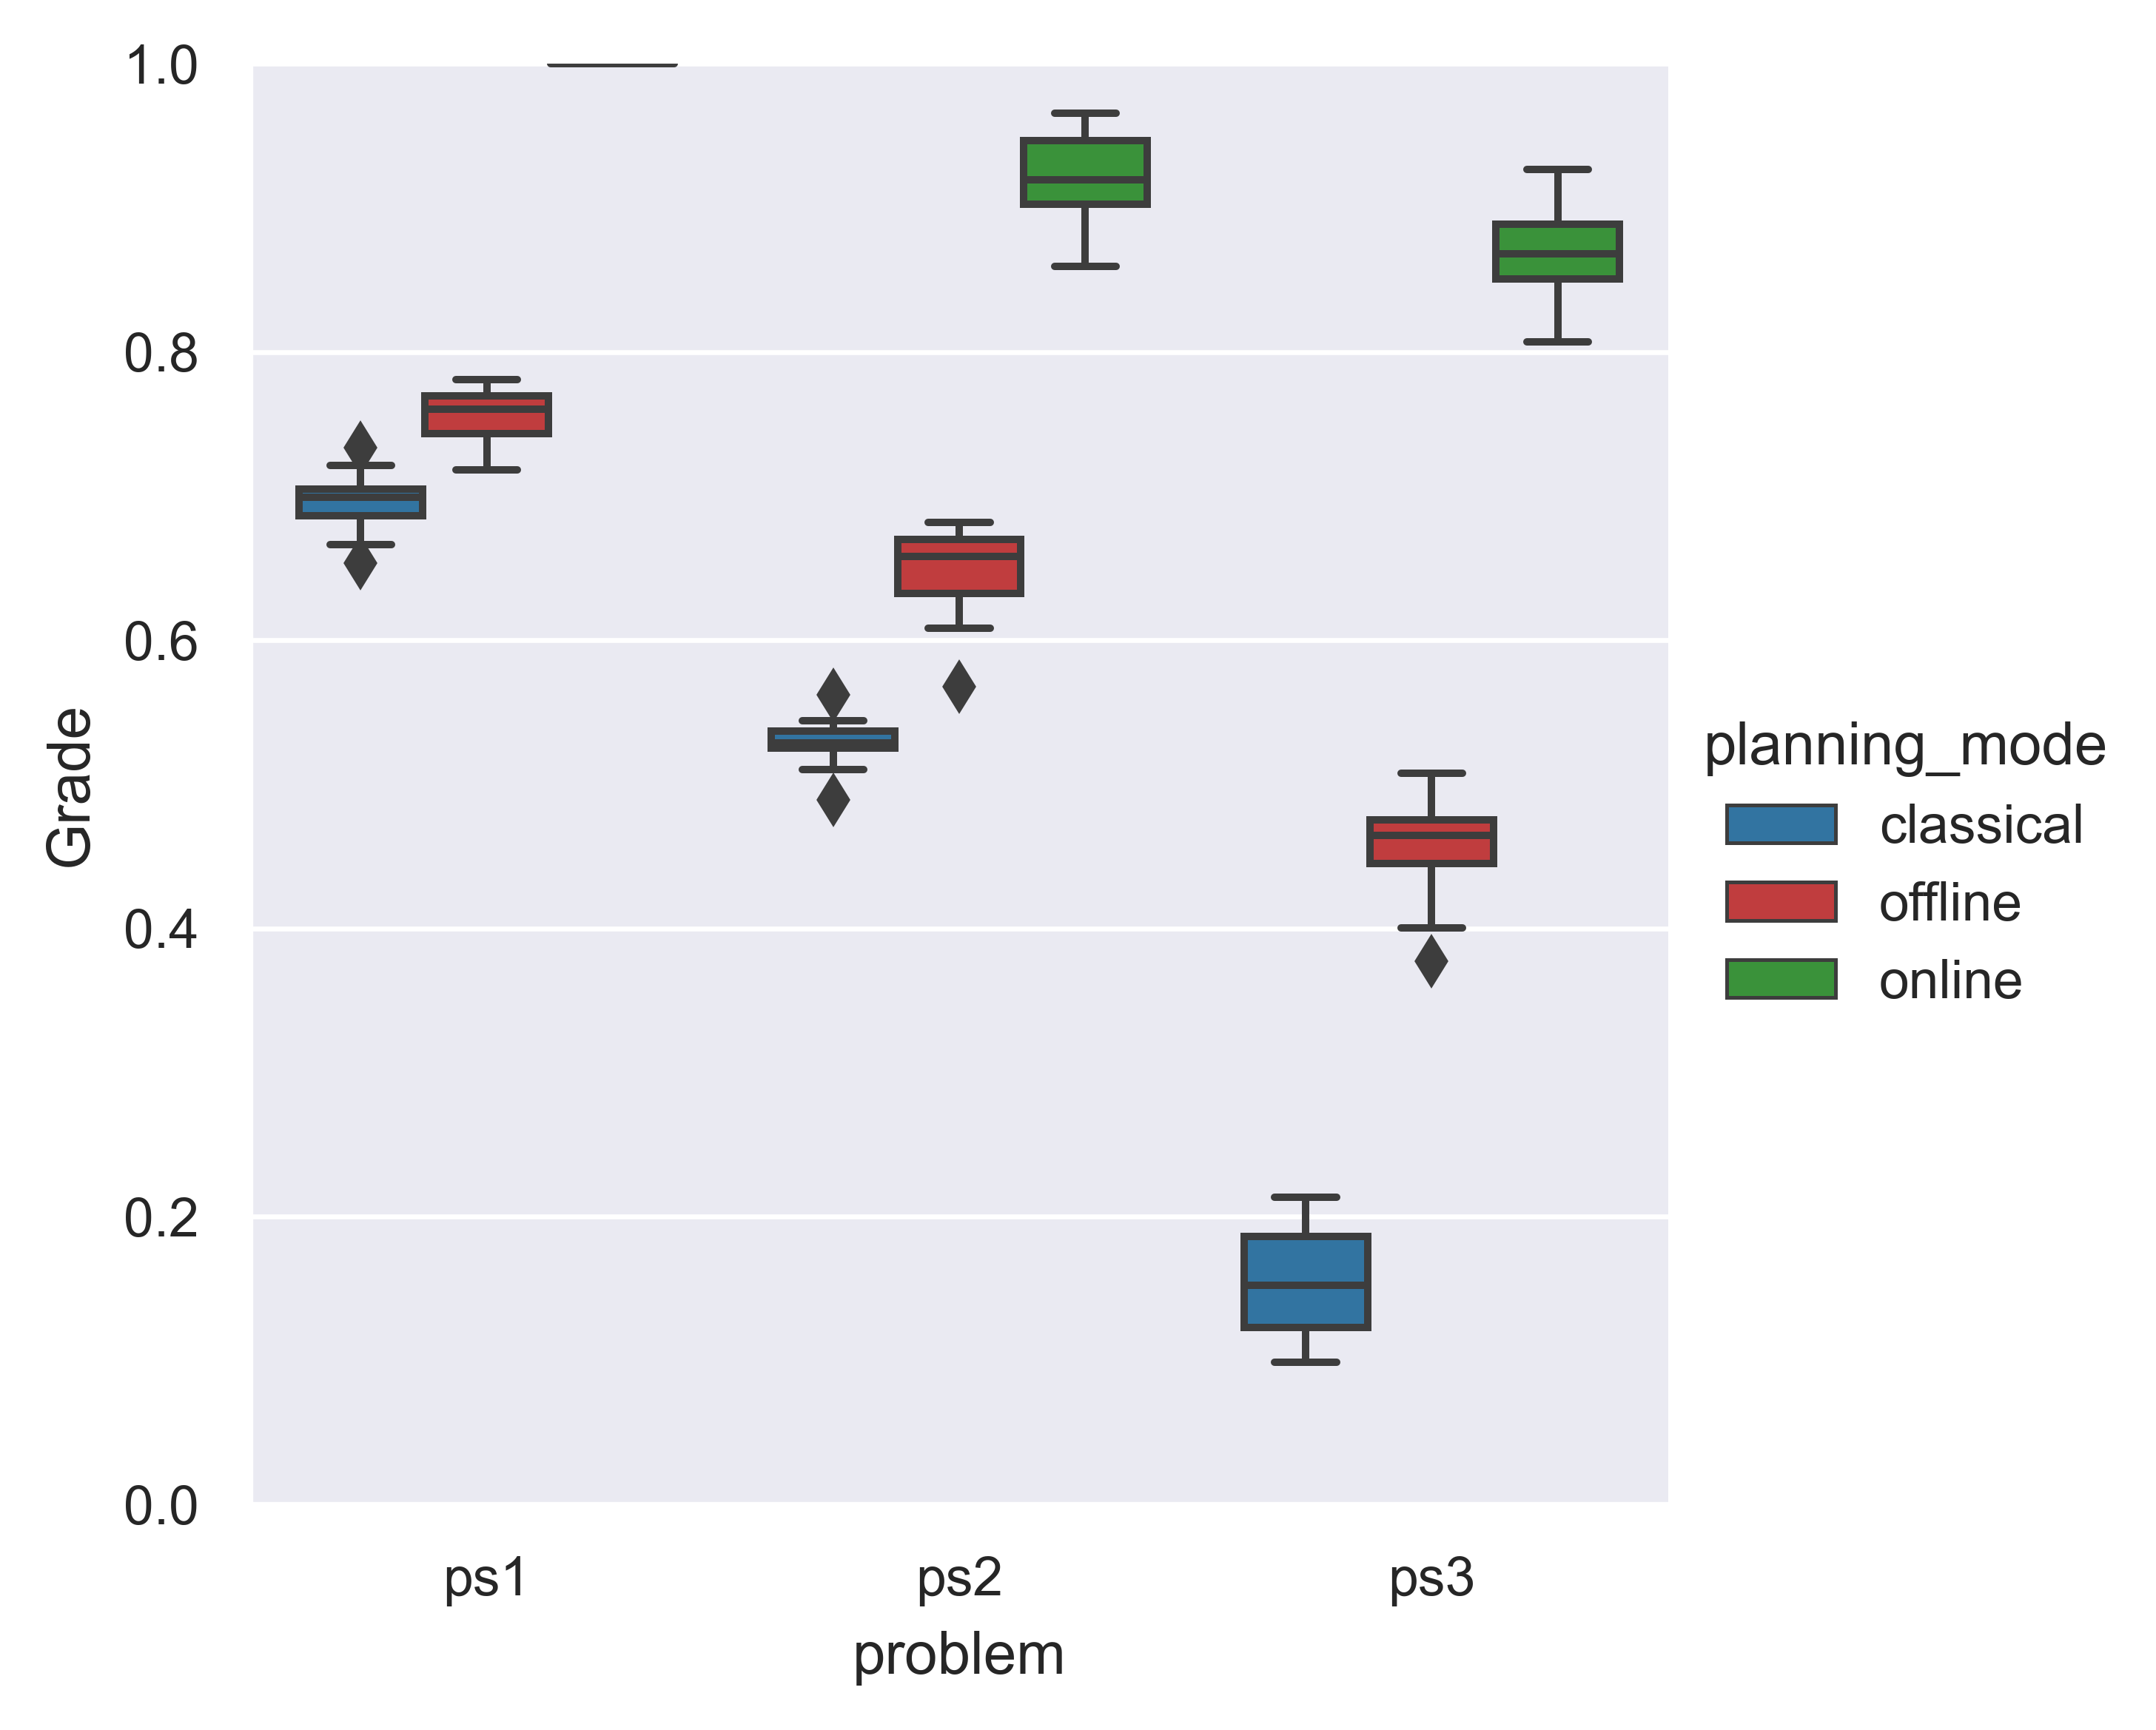 1.0
0.8
0.6
0.4
0.2
0.0
Grade
ps1 ps2 ps3
problem
planning_mode
classical
offline
online